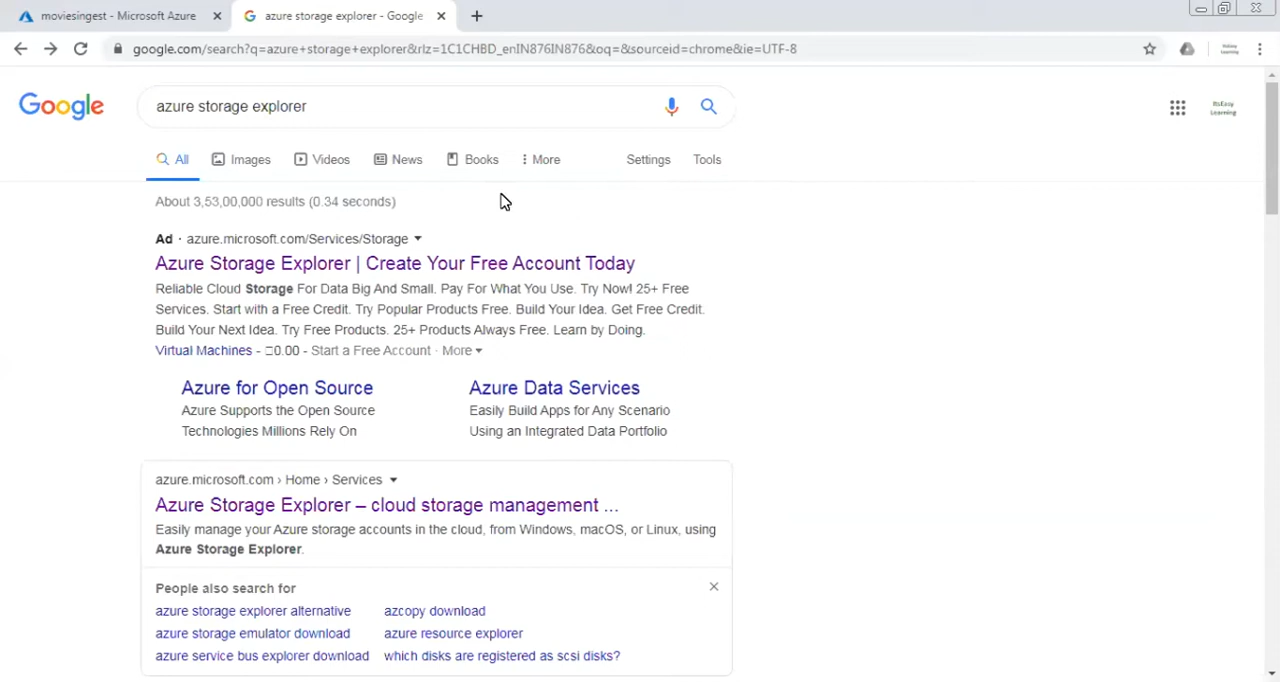 moviesingest - Microsoft Azure
azure storage explorer - Google
google.com/search?q=azure+storage+explorer&rlz=1C1CHBD_enIN876IN876&oq=&sourceid=chrome&ie=UTF-8
Google
azure storage explorer
ItsEasy
Learning
All Images Videos News Books More Settings Tools
About 3,53,00,000 results (0.34 seconds)
Ad · azure.microsoft.com/Services/Storage
Azure Storage Explorer | Create Your Free Account Today
Reliable Cloud Storage For Data Big And Small. Pay For What You Use. Try Now! 25+ Free
Services. Start with a Free Credit. Try Popular Products Free. Build Your Idea. Get Free Credit.
Build Your Next Idea. Try Free Products. 25+ Products Always Free. Learn by Doing.
Virtual Machines - □0.00 - Start a Free Account · More
Azure for Open Source
Azure Supports the Open Source
Technologies Millions Rely On
Azure Data Services
Easily Build Apps for Any Scenario
Using an Integrated Data Portfolio
azure.microsoft.com › Home › Services
Azure Storage Explorer – cloud storage management ...
Easily manage your Azure storage accounts in the cloud, from Windows, macOS, or Linux, using
Azure Storage Explorer.
People also search for
azure storage explorer alternative azcopy download
azure storage emulator download azure resource explorer
azure service bus explorer download which disks are registered as scsi disks?